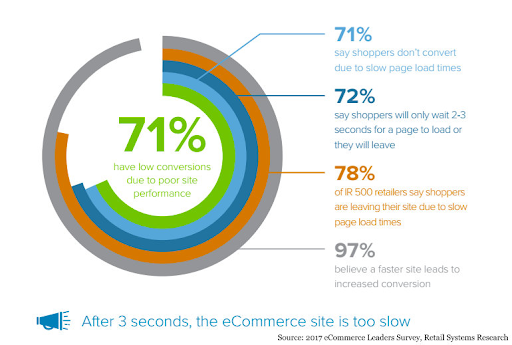 71%
have low conversions
due to poor site
performance
71%
say shoppers don't convert
due to slow page load times
72%
say shoppers will only wait 2-3
seconds for a page to load or
they will leave
78%
of IR 500 retailers say shoppers
are leaving their site due to slow
page load times
97%
believe a faster site leads to
increased conversion
After 3 seconds, the eCommerce site is too slow
Source: 2017 eCommerce Leaders Survey, Retail Systems Research